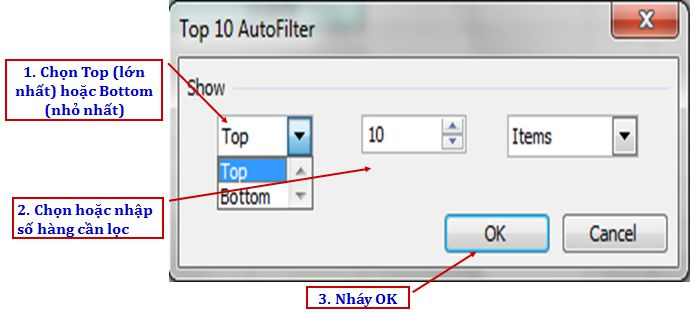 Top 10 AutoFilter
1. Chọn Top (lớn
nhất) hoặc Bottom
(nhỏ nhất)
Show
Top
10
Items
Top
Bottom
2. Chọn hoặc nhập
số hàng cần lọc
OK
Cancel
3. Nháy OK